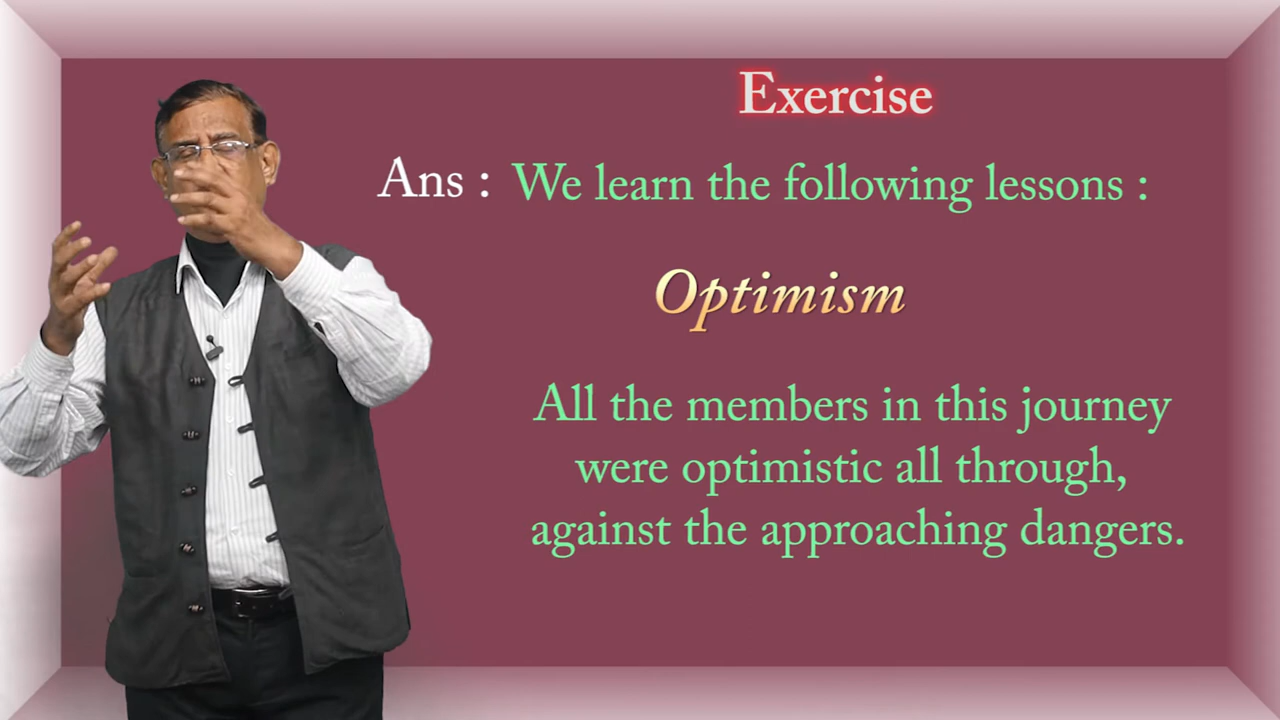 Exercise
Ans : We learn the following lessons :
Optimism
All the members in this journey
were optimistic all through,
against the approaching dangers.